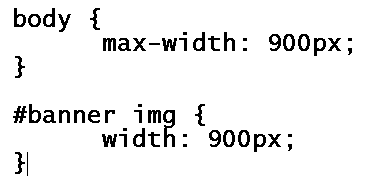 body {
max-width: 900px;
}
#banner img {
width: 900px;
}